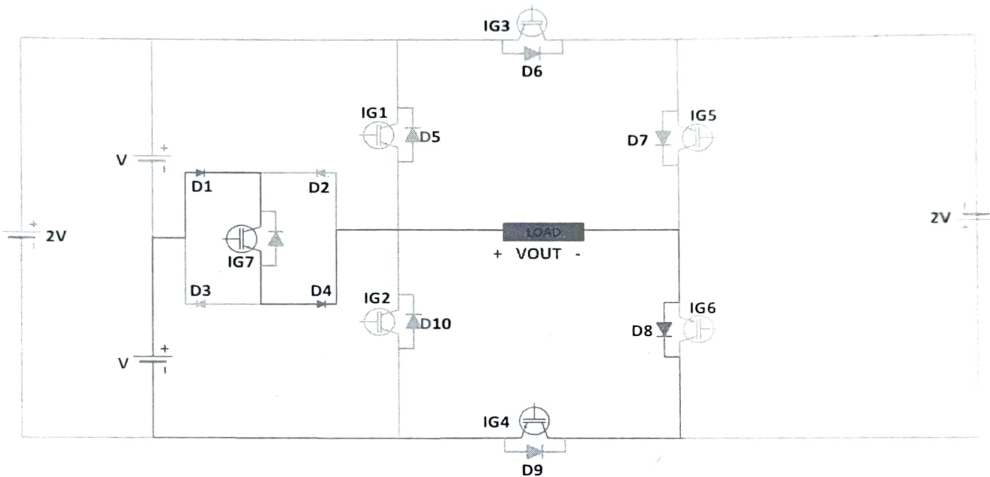 IG3
D6
IG1
D5
D7
IG5
V + -
D1
D2
+ 2V -
IG7
LOAD
+ VOUT -
2V
D3
D4
IG2
D10
D8
IG6
V + -
IG4
D9